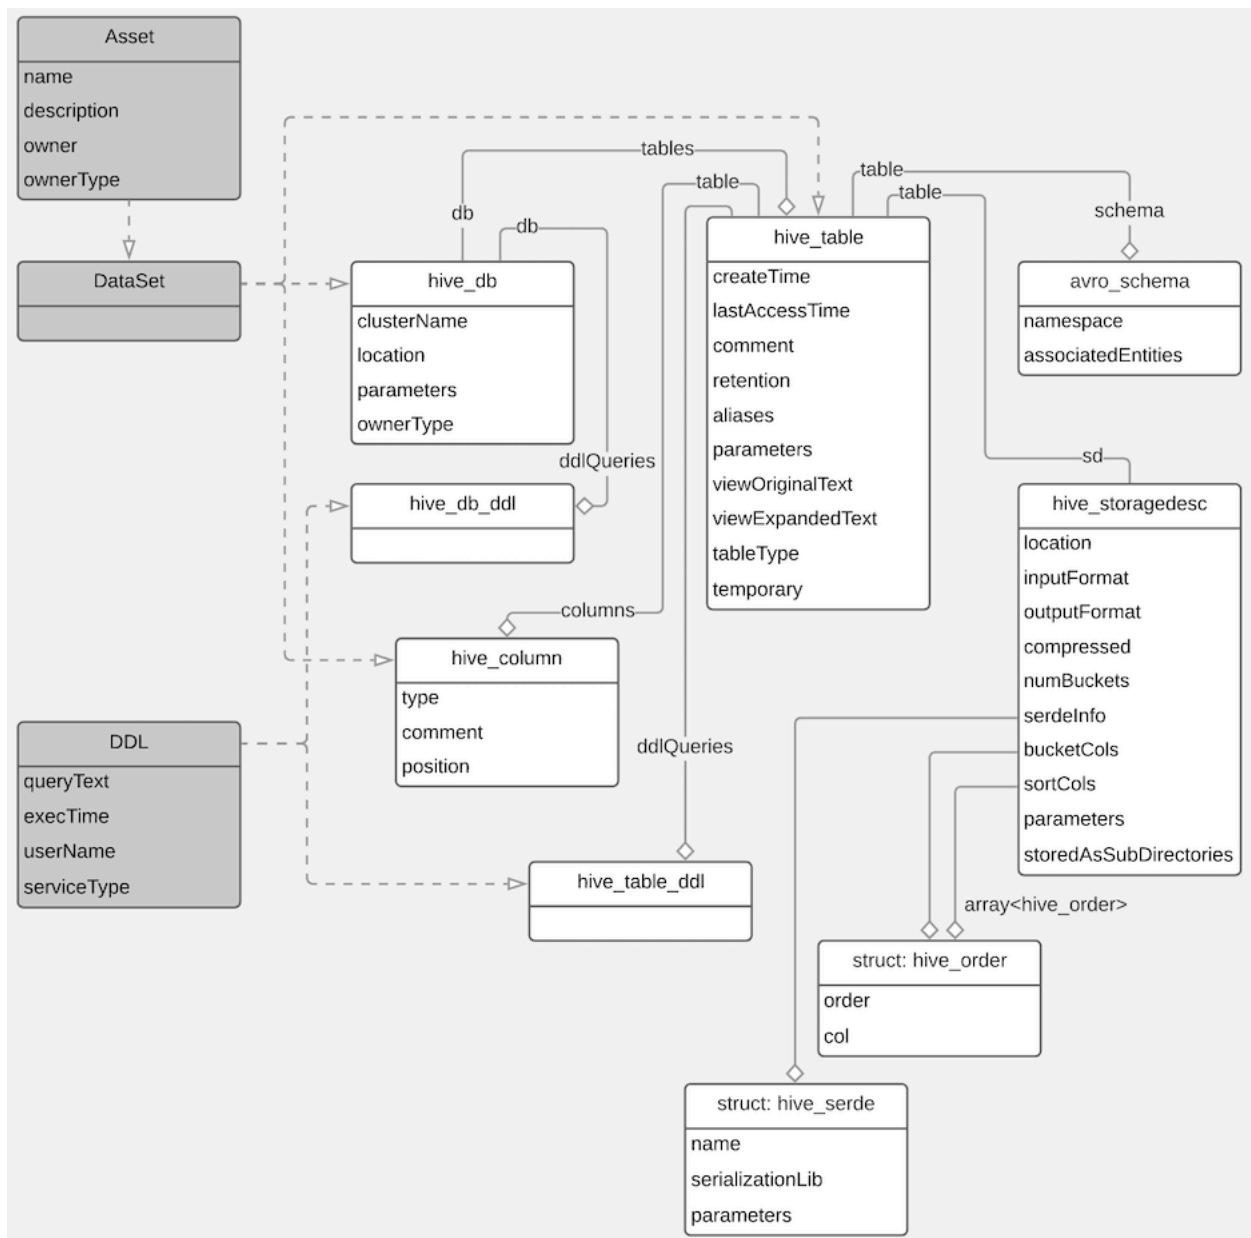 Asset
name
description
owner
ownerType
DataSet
tables
table
table
table
db
db
schema
hive_db
clusterName
location
parameters
ownerType
ddlQueries
hive_db_ddl
hive_table
createTime
lastAccessTime
comment
retention
aliases
parameters
viewOriginalText
viewExpandedText
tableType
temporary
avro_schema
namespace
associatedEntities
sd
hive_storagedesc
location
inputFormat
outputFormat
compressed
numBuckets
serdeInfo
bucketCols
sortCols
parameters
storedAsSubDirectories
columns
hive_column
type
comment
position
DDL
queryText
execTime
userName
serviceType
ddlQueries
hive_table_ddl
array<hive_order>
struct: hive_order
order
col
struct: hive_serde
name
serializationLib
parameters